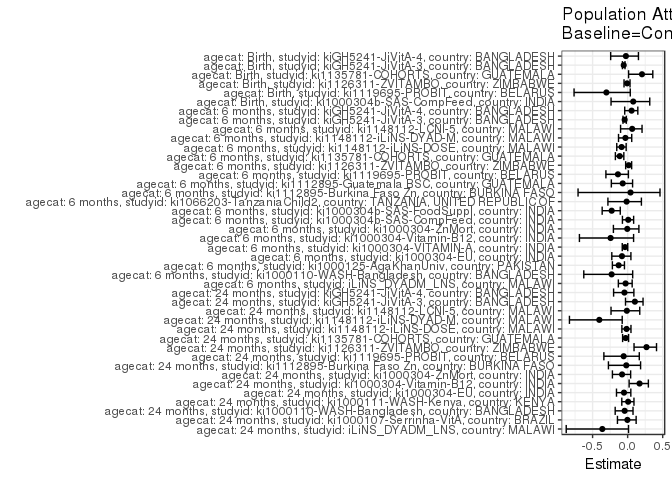 Population Att
Baseline=Con
agecat: Birth, studyid: kiGH5241-JiVitA-4, country: BANGLADESH
agecat: Birth, studyid: kiGH5241-JiVitA-3, country: BANGLADESH
agecat: Birth, studyid: ki1135781-COHORTS, country: GUATEMALA
agecat: Birth, studyid: ki1126311-ZVITAMBO, country: ZIMBABWE
agecat: Birth, studyid: ki1119695-PROBIT, country: BELARUS
agecat: Birth, studyid: ki1000304b-SAS-CompFeed, country: INDIA
agecat: 6 months, studyid: kiGH5241-JiVitA-4, country: BANGLADESH
agecat: 6 months, studyid: kiGH5241-JiVitA-3, country: BANGLADESH
agecat: 6 months, studyid: ki1148112-LCNI-5, country: MALAWI
agecat: 6 months, studyid: ki1148112-iLiNS-DYAD-M, country: MALAWI
agecat: 6 months, studyid: ki1148112-iLiNS-DOSE, country: MALAWI
agecat: 6 months, studyid: ki1135781-COHORTS, country: GUATEMALA
agecat: 6 months, studyid: ki1126311-ZVITAMBO, country: ZIMBABWE
agecat: 6 months, studyid: ki1119695-PROBIT, country: BELARUS
agecat: 6 months, studyid: ki1112895-Guatemala BSC, country: GUATEMALA
agecat: 6 months, studyid: ki1112895-Burkina Faso Zn, country: BURKINA FASO
agecat: 6 months, studyid: ki1066203-TanzaniaChild2, country: TANZANIA, UNITED REPUBLIC OF
agecat: 6 months, studyid: ki1000304b-SAS-FoodSuppl, country: INDIA
agecat: 6 months, studyid: ki1000304b-SAS-CompFeed, country: INDIA
agecat: 6 months, studyid: ki1000304-ZnMort, country: INDIA
agecat: 6 months, studyid: ki1000304-Vitamin-B12, country: INDIA
agecat: 6 months, studyid: ki1000304-VITAMIN-A, country: INDIA
agecat: 6 months, studyid: ki1000304-EU, country: INDIA
agecat: 6 months, studyid: ki1000125-AgaKhanUniv, country: PAKISTAN
agecat: 6 months, studyid: ki1000110-WASH-Bangladesh, country: BANGLADESH
agecat: 6 months, studyid: iLiNS_DYADM_LNS, country: MALAWI
agecat: 24 months, studyid: kiGH5241-JiVitA-4, country: BANGLADESH
agecat: 24 months, studyid: kiGH5241-JiVitA-3, country: BANGLADESH
agecat: 24 months, studyid: ki1148112-LCNI-5, country: MALAWI
agecat: 24 months, studyid: ki1148112-iLiNS-DYAD-M, country: MALAWI
agecat: 24 months, studyid: ki1148112-iLiNS-DOSE, country: MALAWI
agecat: 24 months, studyid: ki1135781-COHORTS, country: GUATEMALA
agecat: 24 months, studyid: ki1126311-ZVITAMBO, country: ZIMBABWE
agecat: 24 months, studyid: ki1119695-PROBIT, country: BELARUS
agecat: 24 months, studyid: ki1112895-Burkina Faso Zn, country: BURKINA FASO
agecat: 24 months, studyid: ki1000304-ZnMort, country: INDIA
agecat: 24 months, studyid: ki1000304-Vitamin-B12, country: INDIA
agecat: 24 months, studyid: ki1000304-EU, country: INDIA
agecat: 24 months, studyid: ki1000111-WASH-Kenya, country: KENYA
agecat: 24 months, studyid: ki1000110-WASH-Bangladesh, country: BANGLADESH
agecat: 24 months, studyid: ki1000107-Serrinha-VitA, country: BRAZIL
agecat: 24 months, studyid: iLiNS_DYADM_LNS, country: MALAWI
-0.5 0.0 0.5
Estimate